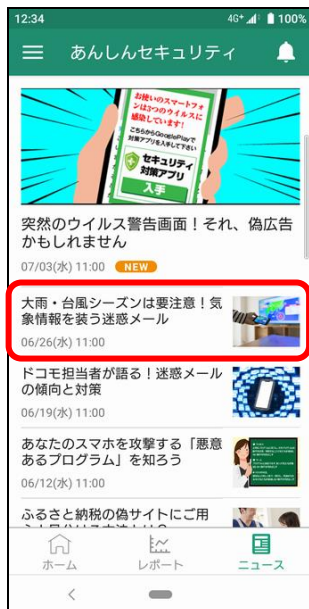 12:34
4G+ 100%
あんしんセキュリティ
お使いのスマートフォ
ンは3つのウイルスに
感染しています!
こちらからGooglePlayで
対策アプリを入手して下さい
セキュリティ
対策アプリ
入手
突然のウイルス警告画面!それ、偽広告
かもしれません
07/03(水) 11:00 NEW
大雨・台風シーズンは要注意!気
象情報を装う迷惑メール
06/26(水) 11:00
ドコモ担当者が語る!迷惑メール
の傾向と対策
06/19(水) 11:00
あなたのスマホを攻撃する「悪意
あるプログラム」を知ろう
06/12(水) 11:00
ふるさと納税の偽サイトにご用
ホーム
レポート
ニュース